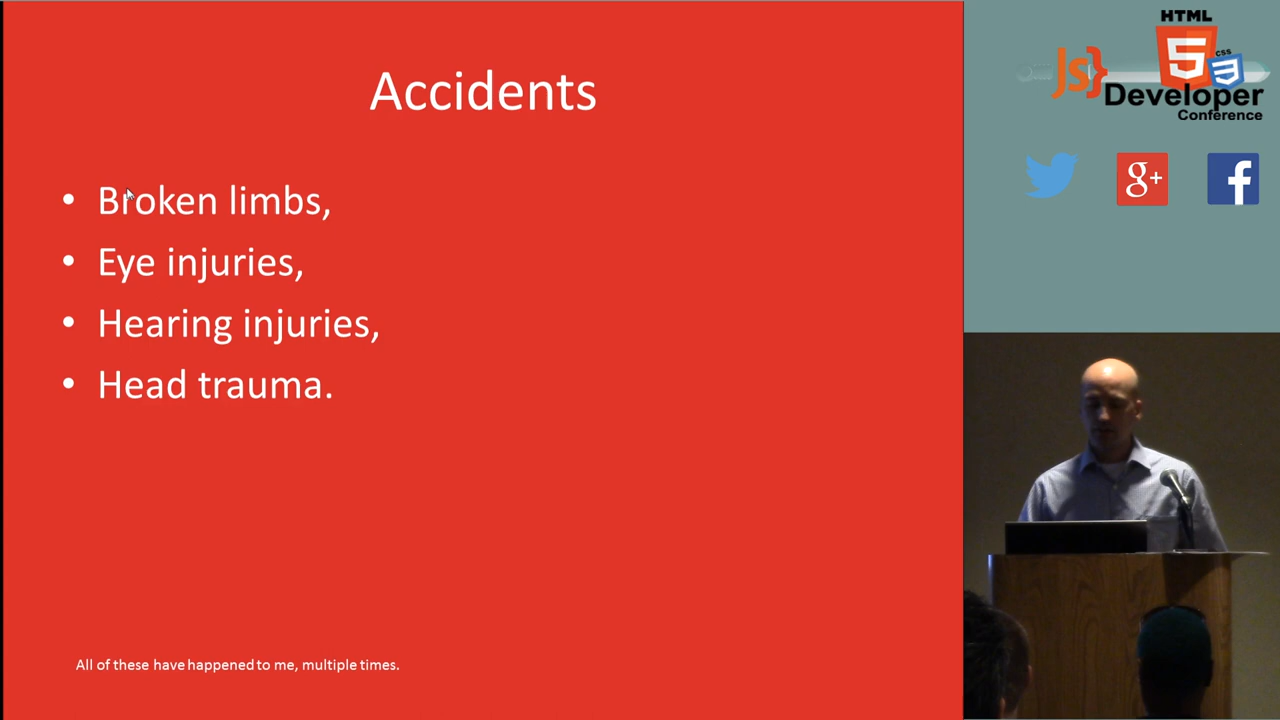 Accidents
• Broken limbs,
• Eye injuries,
• Hearing injuries,
• Head trauma.
All of these have happened to me, multiple times.
HTML
5
css
3
JS}
Developer
Conference
g+
f